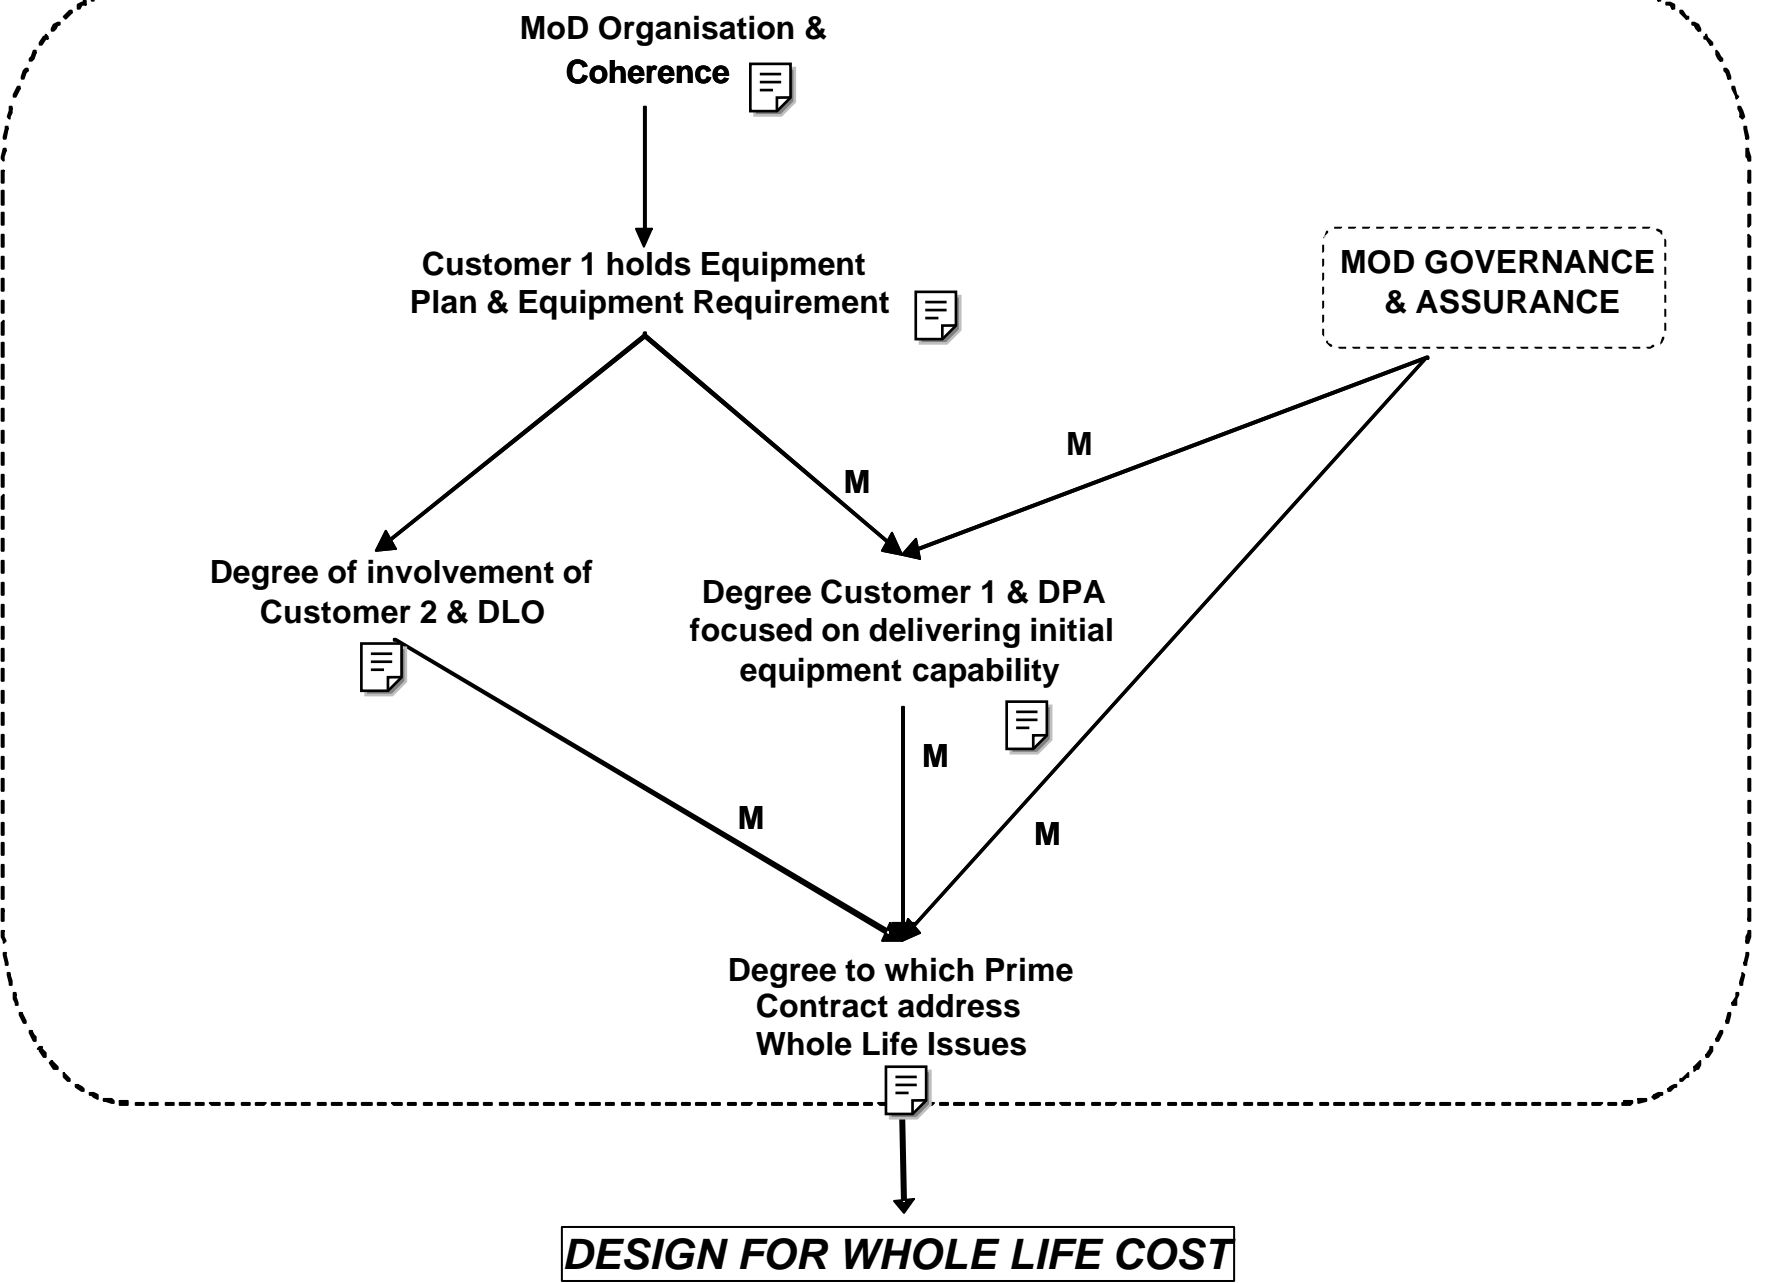 MoD Organisation &
Coherence
Customer 1 holds Equipment
Plan & Equipment Requirement
MOD GOVERNANCE
& ASSURANCE
M
M
Degree of involvement of
Customer 2 & DLO
Degree Customer 1 & DPA
focused on delivering initial
equipment capability
M
M
M
Degree to which Prime
Contract address
Whole Life Issues
DESIGN FOR WHOLE LIFE COST